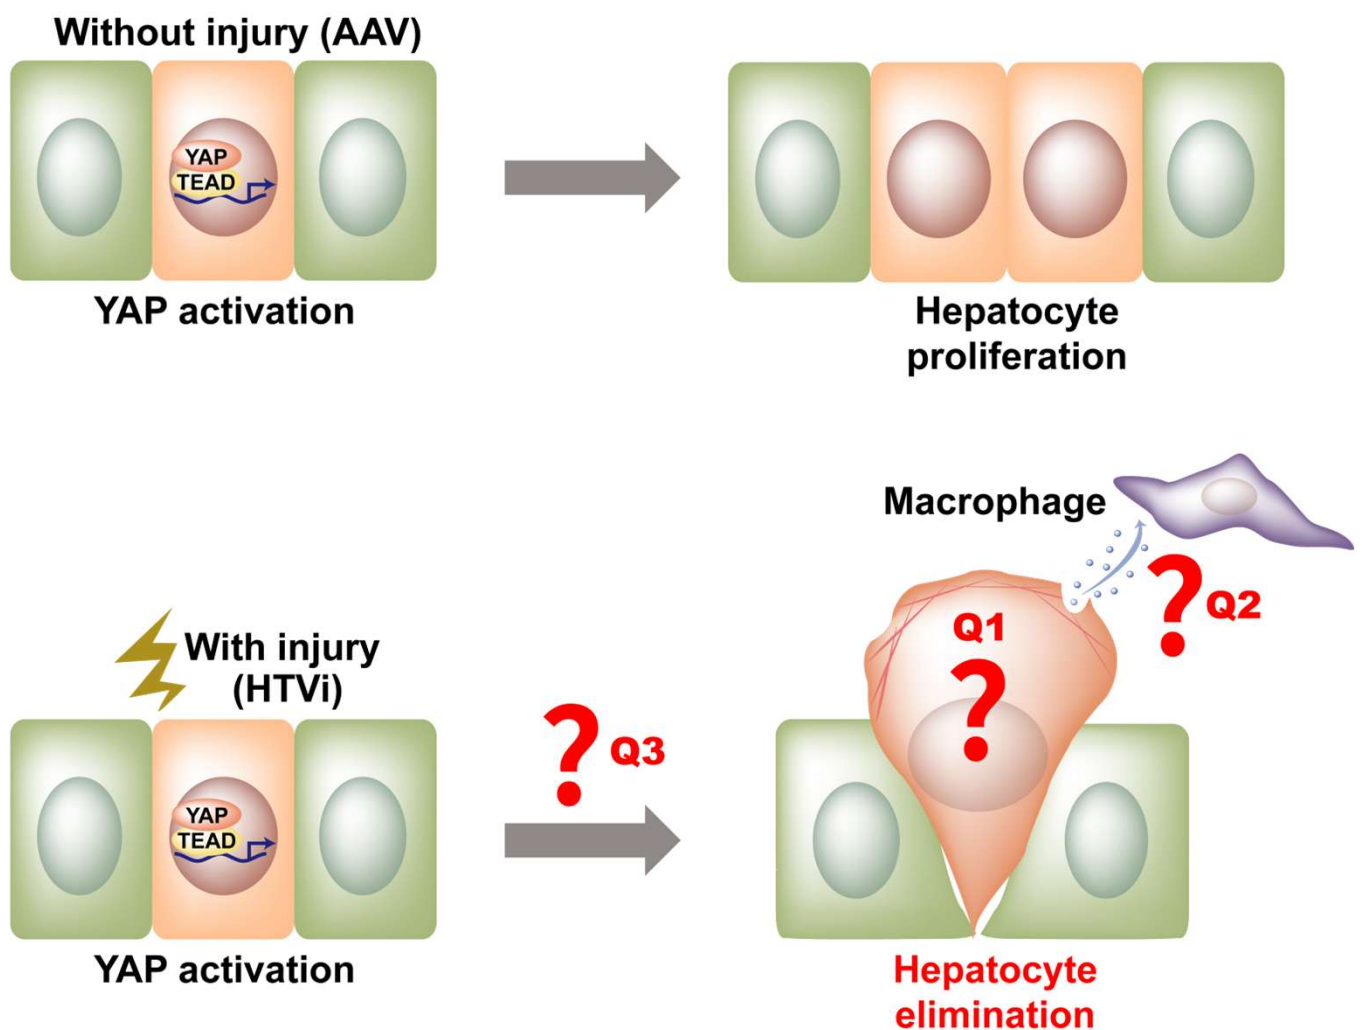 Without injury (AAV)
YAP
TEAD
YAP activation
Hepatocyte
proliferation
Macrophage
?
Q2
Q1
?
With injury
(HTVi)
?
Q3
YAP
TEAD
YAP activation
Hepatocyte
elimination